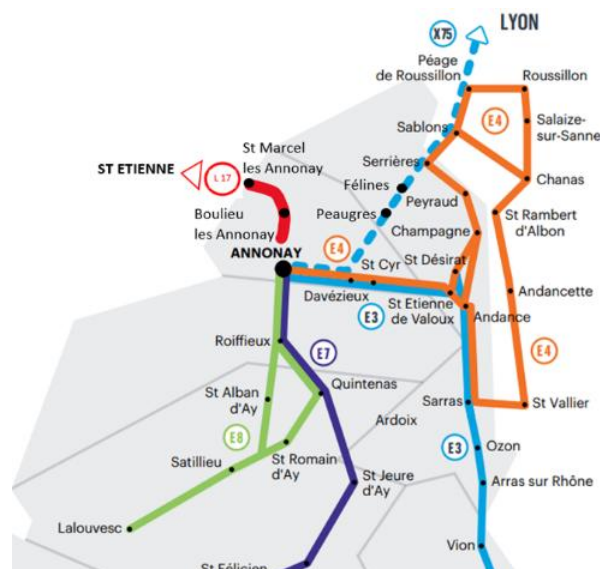 LYON
X75
Péage
de Roussillon
Roussillon
E4
Salaize-
sur-Sanne
Sablons
St Marcel
les Annonay
Serrières
ST ETIENNE
L 17
Chanas
Félines
Peyraud
Boulieu
les Annonay
Peaugres
St Rambert
d'Albon
Champagne
ANNONAY
E4
St Désirat
St Cyr
Davézieux
Andancette
St Etienne
de Valoux
Andance
E3
E4
Roiffieux
E7
Quintenas
St Alban
d'Ay
Sarras
St Vallier
Ardoix
E8
E3
Ozon
Satillieu
St Romain
d'Ay
St Jeure
d'Ay
Arras sur Rhône
Lalouvesc
Vion
St Félicien